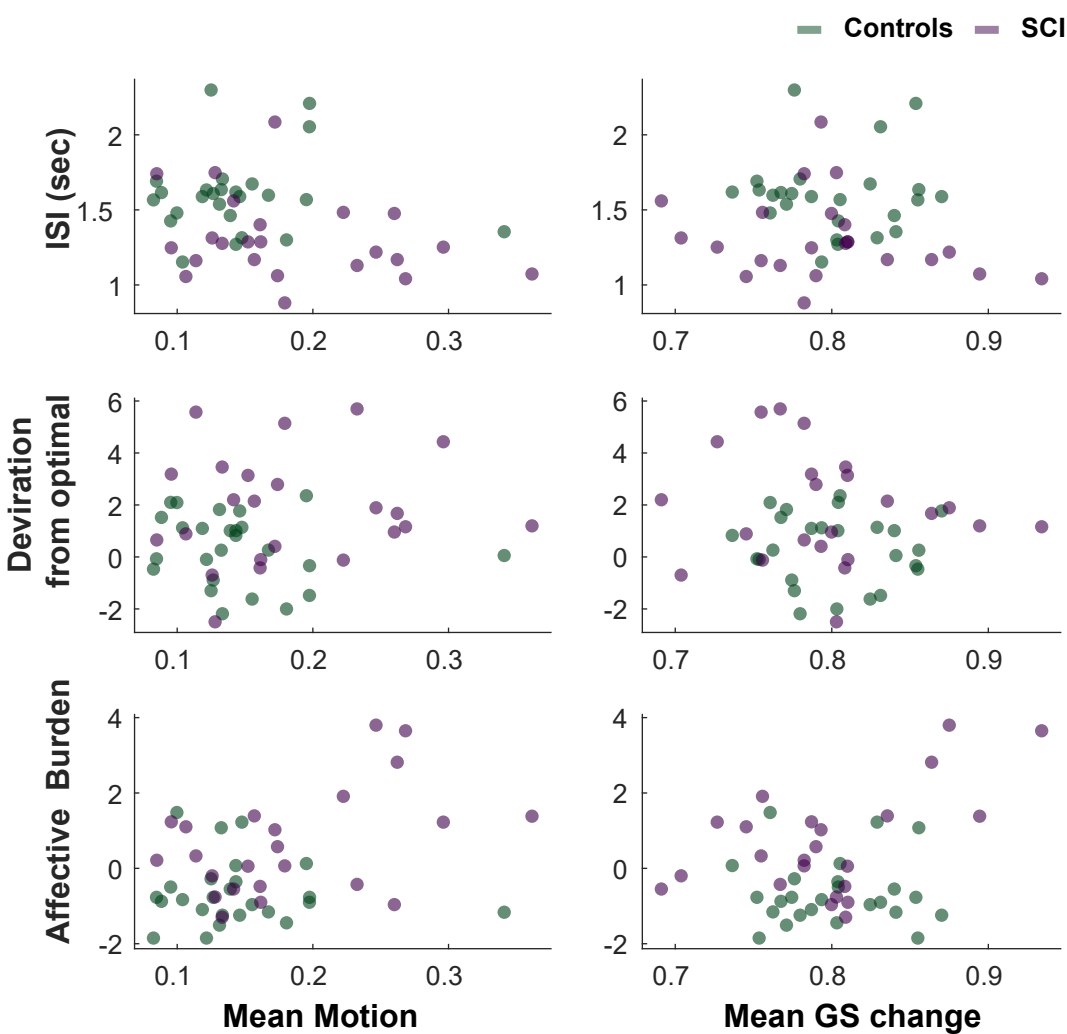 Controls SCI
ISI (sec)
2
1.5
1
0.1 0.2 0.3
2
1.5
1
0.7 0.8 0.9
Deviration
from optimal
6
4
2
0
-2
0.1 0.2 0.3
6
4
2
0
-2
0.7 0.8 0.9
Affective Burden
4
2
0
-2
0.1 0.2 0.3
Mean Motion
4
2
0
-2
0.7 0.8 0.9
Mean GS change